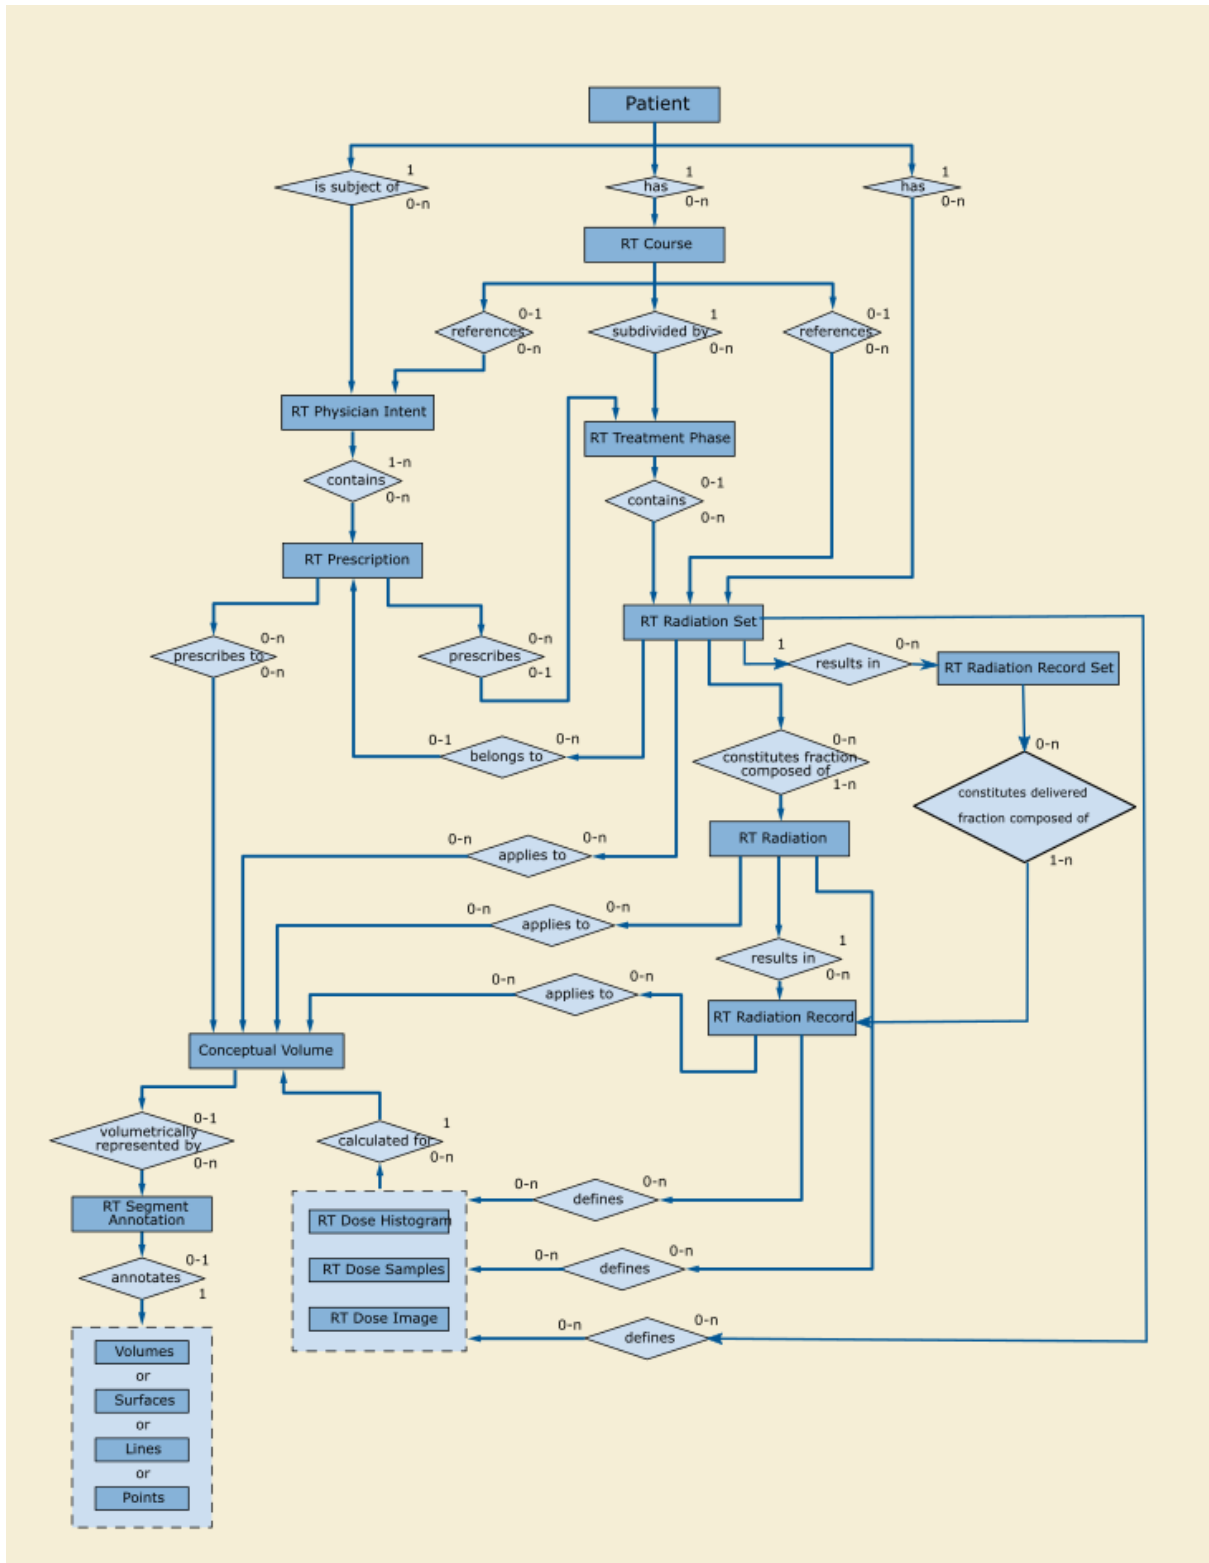 Patient
1
1
1
is subject of
has
has
0-n
0-n
0-n
RT Course
0-1
1
0-1
references
subdivided by
references
0-n
0-n
0-n
RT Physician Intent
RT Treatment Phase
1-n
contains
0-n
0-1
contains
0-n
RT Prescription
RT Radiation Set
0-n
prescribes to
0-n
0-n
prescribes
0-1
1
results in
0-n
RT Radiation Record Set
0-1
belongs to
0-n
0-n
constitutes fraction
composed of
1-n
0-n
constitutes delivered
fraction composed of
1-n
RT Radiation
0-n
applies to
0-n
0-n
applies to
0-n
1
results in
0-n
0-n
applies to
0-n
RT Radiation Record
Conceptual Volume
0-1
volumetrically
represented by
0-n
1
calculated for
0-n
RT Segment
Annotation
0-n
defines
0-n
RT Dose Histogram
0-n
defines
0-n
RT Dose Samples
0-1
annotates
1
RT Dose Image
0-n
defines
0-n
Volumes
or
Surfaces
or
Lines
or
Points